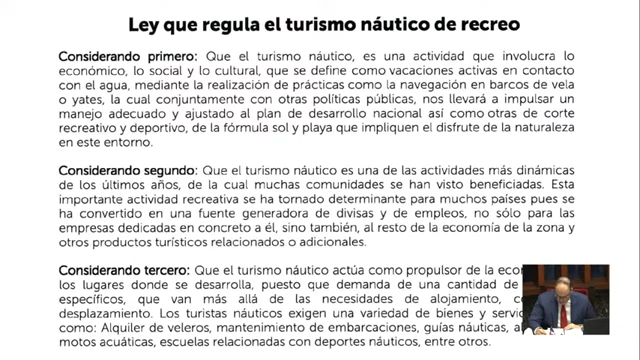 Ley que regula el turismo náutico de recreo
Considerando primero: Que el turismo náutico, es una actividad que involucra lo
económico, lo social y lo cultural, que se define como vacaciones activas en contacto
con el agua, mediante la realización de prácticas como la navegación en barcos de vela
o yates, la cual conjuntamente con otras políticas públicas, nos llevará a impulsar un
manejo adecuado y ajustado al plan de desarrollo nacional así como otras de corte
recreativo y deportivo, de la fórmula sol y playa que impliquen el disfrute de la naturaleza
en este entorno.
Considerando segundo: Que el turismo náutico es una de las actividades más dinámicas
de los últimos años, de la cual muchas comunidades se han visto beneficiadas. Esta
importante actividad recreativa se ha tornado determinante para muchos países pues se
ha convertido en una fuente generadora de divisas y de empleos, no sólo para las
empresas dedicadas en concreto a él, sino también, al resto de la economía de la zona y
otros productos turísticos relacionados o adicionales.
Considerando tercero: Que el turismo náutico actúa como propulsor de la
los lugares donde se desarrolla, puesto que demanda de una cantidad de
específicos, que van más allá de las necesidades de alojamiento,
desplazamiento. Los turistas náuticos exigen una variedad de bienes y
como: Alquiler de veleros, mantenimiento de embarcaciones, guías náuticas,
motos acuáticas, escuelas relacionadas con deportes náuticos, entre otros.